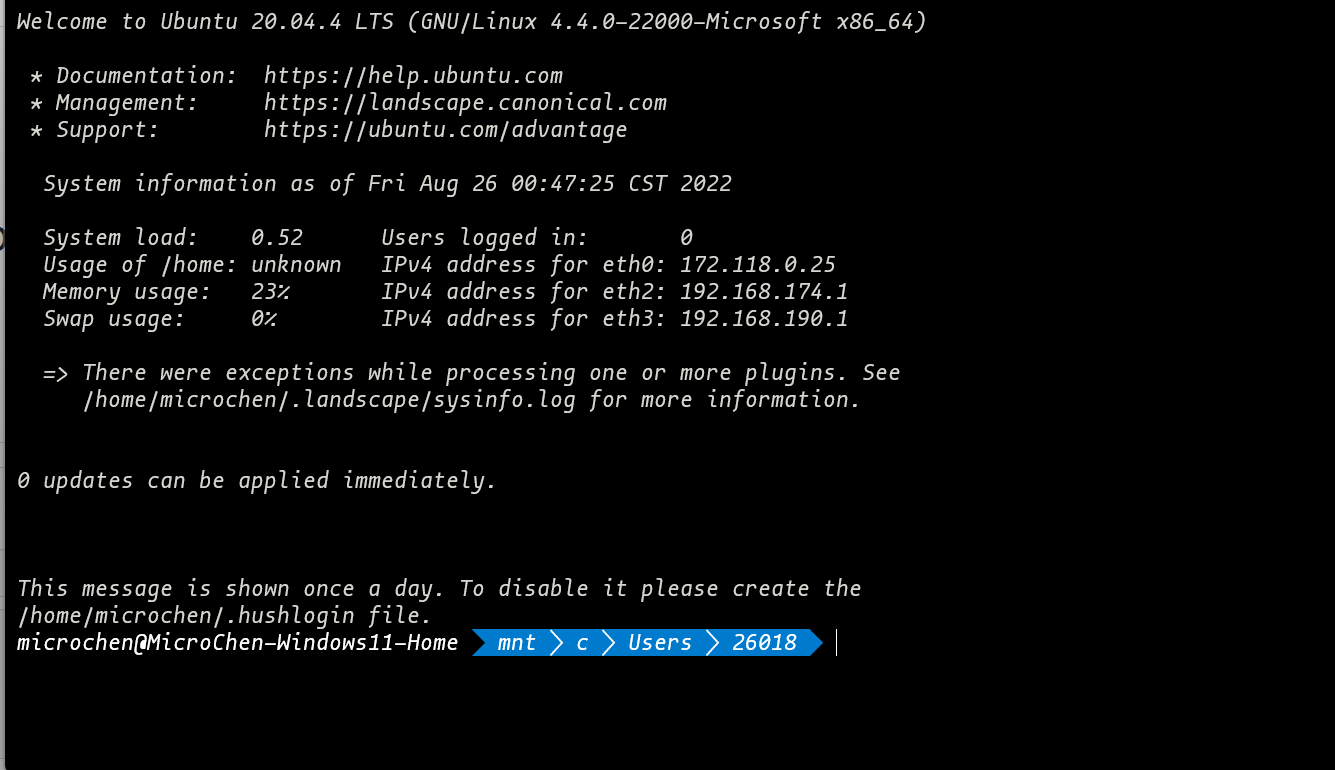 Welcome to Ubuntu 20.04.4 LTS (GNU/Linux 4.4.0-22000-Microsoft x86_64)
* Documentation:  https://help.ubuntu.com
* Management:     https://landscape.canonical.com
* Support:        https://ubuntu.com/advantage
System information as of Fri Aug 26 00:47:25 CST 2022
System load:    0.52      Users logged in:       0
Usage of /home: unknown   IPv4 address for eth0: 172.118.0.25
Memory usage:   23%       IPv4 address for eth2: 192.168.174.1
Swap usage:     0%        IPv4 address for eth3: 192.168.190.1
=> There were exceptions while processing one or more plugins. See
/home/microchen/.landscape/sysinfo.log for more information.
0 updates can be applied immediately.
This message is shown once a day. To disable it please create the
/home/microchen/.hushlogin file.
microchen@MicroChen-Windows11-Home mnt c Users 26018